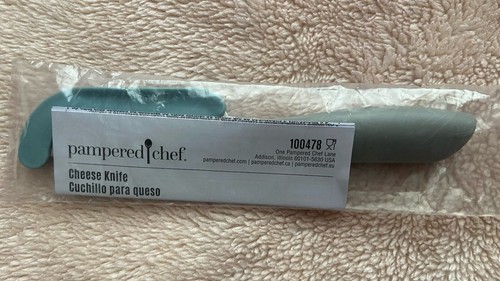 pampered chef.
Cheese Knife
Cuchillo para queso
100478
One Pampered Chef Lane
Addison, Illinois 60101-5630 USA
pamperedchef.com | pamperedchef.ca | pamperedchef.eu